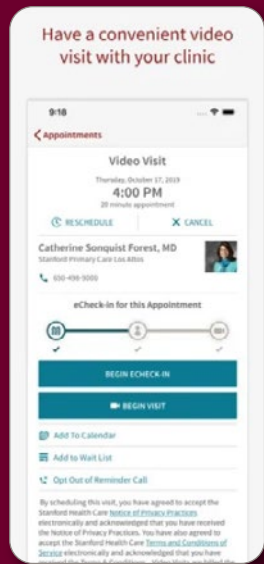 Have a convenient video
visit with your clinic
9:18
Appointments
Video Visit
Thursday, October 17, 2019
4:00 PM
20 minute appointment
RESCHEDULE
CANCEL
Catherine Sonquist Forest, MD
Stanford Primary Care Los Altos
650-498-9000
eCheck-in for this Appointment
BEGIN ECHECK-IN
BEGIN VISIT
Add To Calendar
Add to Wait List
Opt Out of Reminder Call
By scheduling this visit, you have agreed to accept the
Stanford Health Care Notice of Privacy Practices
electronically and acknowledged that you have received
the Notice of Privacy Practices. You have also agreed to
accept the Stanford Health Care Terms and Conditions of
Service electronically and acknowledged that you have